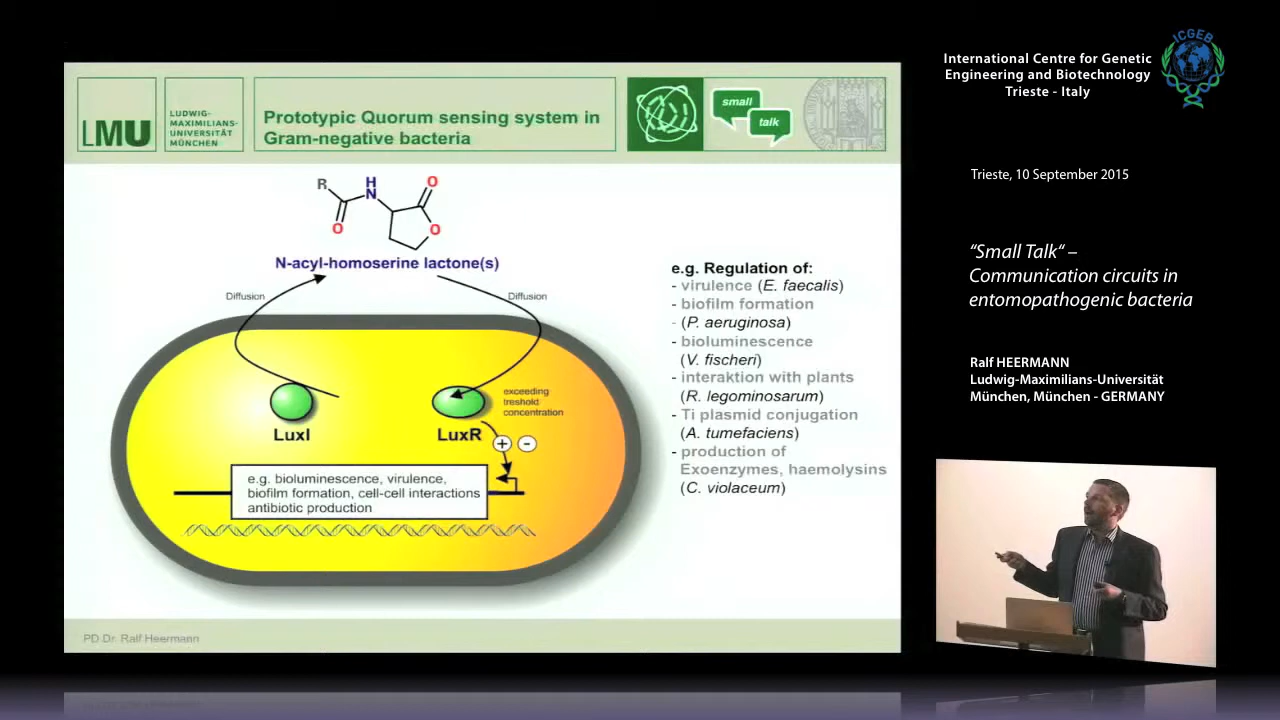 LMU
LUDWIG-
MAXIMILIANS-
UNIVERSITÄT
MÜNCHEN
Prototypic Quorum sensing system in
Gram-negative bacteria
small
talk
R
H
N
O
O
O
N-acyl-homoserine lactone(s)
Diffusion
Diffusion
LuxI
LuxR
exceeding
treshold
concentration
+ -
e.g. bioluminescence, virulence,
biofilm formation, cell-cell interactions
antibiotic production
e.g. Regulation of:
- virulence (E. faecalis)
- biofilm formation
- (P. aeruginosa)
- bioluminescence
(V. fischeri)
- interaktion with plants
(R. legominosarum)
- Ti plasmid conjugation
(A. tumefaciens)
- production of
Exoenzymes, haemolysins
(C. violaceum)
PD Dr. Ralf Heermann
International Centre for Genetic
Engineering and Biotechnology
Trieste - Italy
ICGEB
Trieste, 10 September 2015
“Small Talk“ –
Communication circuits in
entomopathogenic bacteria
Ralf HEERMANN
Ludwig-Maximilians-Universität
München, München - GERMANY